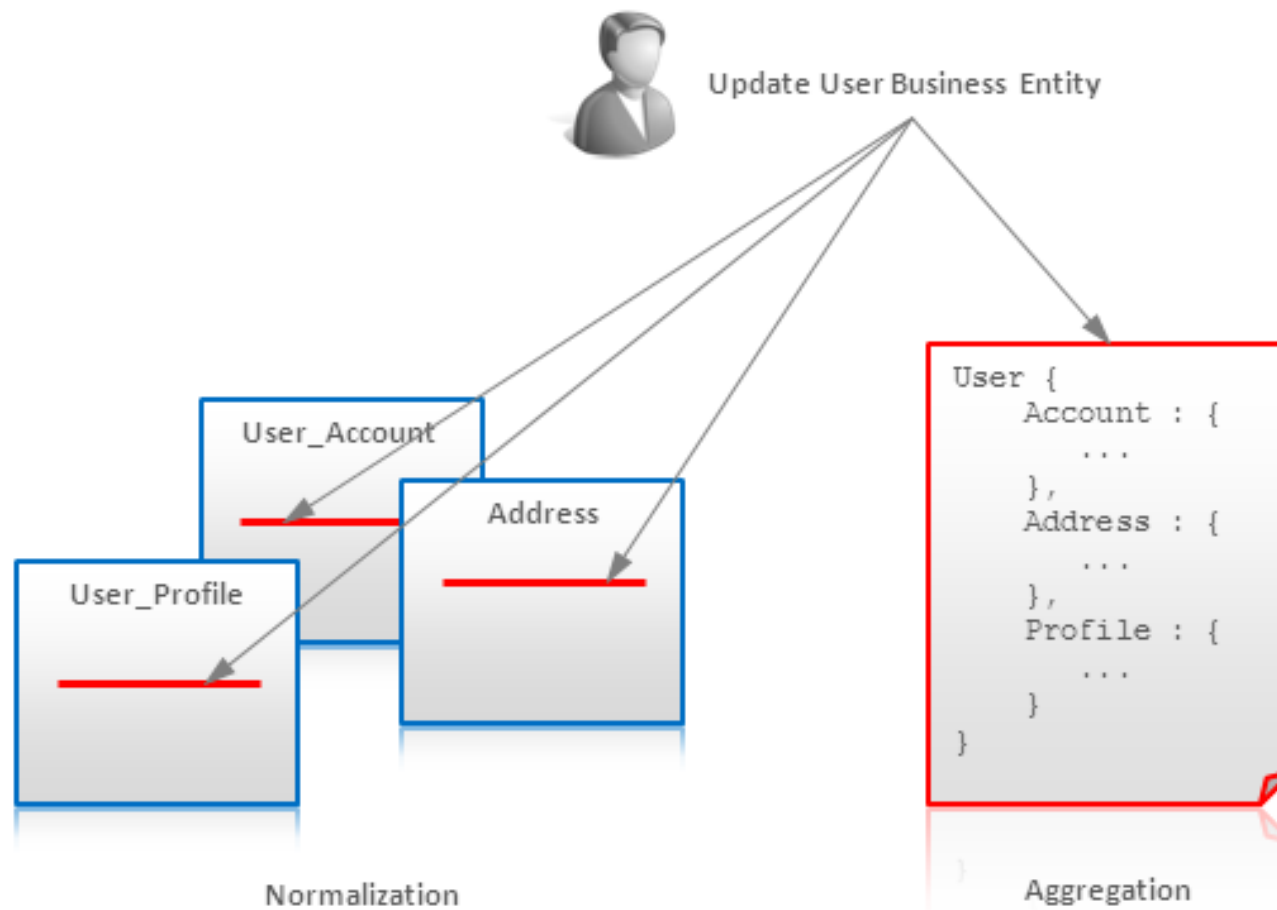 Update User Business Entity
User_Account
Address
User_Profile
User {
Account : {
...
},
Address : {
...
},
Profile : {
...
}
}
Normalization
Aggregation